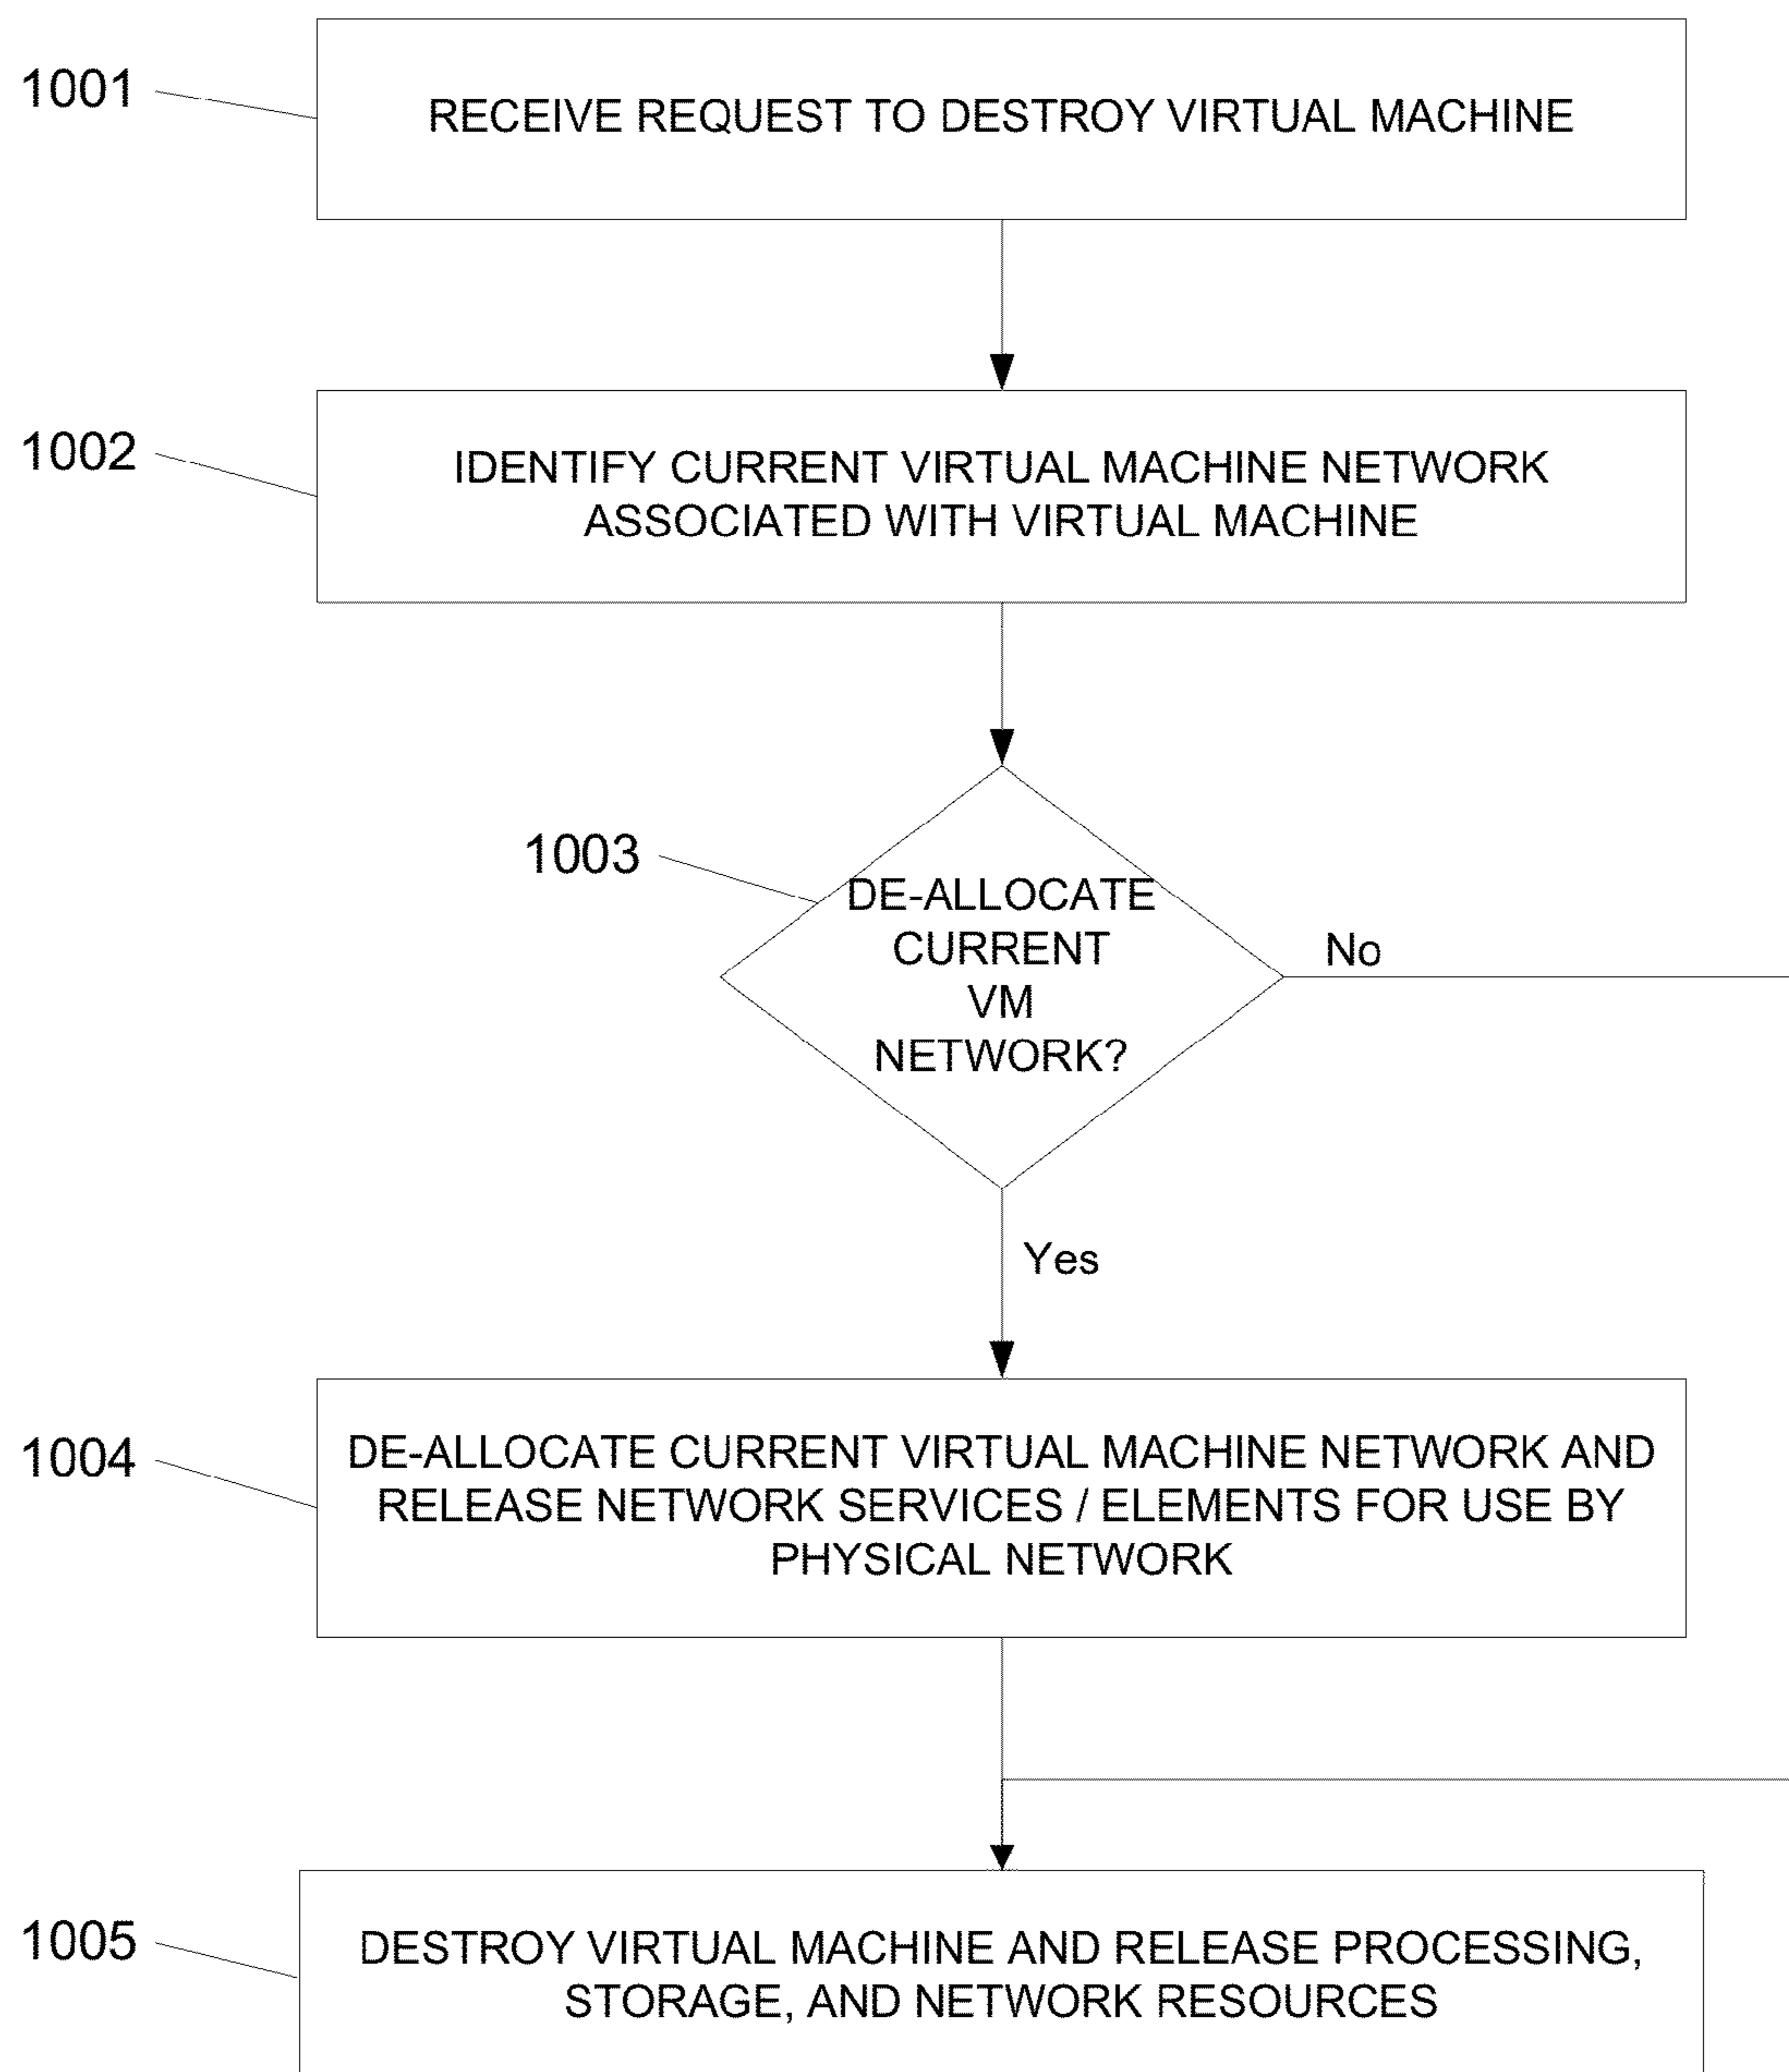 1001
RECEIVE REQUEST TO DESTROY VIRTUAL MACHINE
1002
IDENTIFY CURRENT VIRTUAL MACHINE NETWORK
ASSOCIATED WITH VIRTUAL MACHINE
1003
DE-ALLOCATE
CURRENT
VM
NETWORK?
No
Yes
1004
DE-ALLOCATE CURRENT VIRTUAL MACHINE NETWORK AND
RELEASE NETWORK SERVICES / ELEMENTS FOR USE BY
PHYSICAL NETWORK
1005
DESTROY VIRTUAL MACHINE AND RELEASE PROCESSING,
STORAGE, AND NETWORK RESOURCES